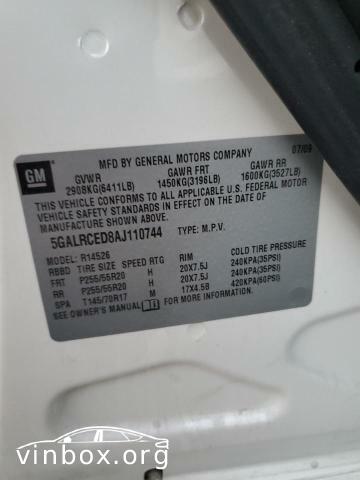 MFD BY GENERAL MOTORS COMPANY 07/09
GM
GVWR GAWR FRT GAWR RR
2908KG(6411LB) 1450KG(3196LB) 1600KG(3527LB)
THIS VEHICLE CONFORMS TO ALL APPLICABLE U.S. FEDERAL MOTOR
VEHICLE SAFETY STANDARDS IN EFFECT ON THE DATE OF
MANUFACTURE SHOWN ABOVE.
5GALRCED8AJ110744 TYPE: M.P.V.
MODEL: R14526
RBBD TIRE SIZE SPEED RTG RIM COLD TIRE PRESSURE
FRT P255/55R20 H 20X7.5J 240KPA(35PSI)
RR P255/55R20 H 20X7.5J 240KPA(35PSI)
SPA T145/70R17 M 17X4.5B 420KPA(60PSI)
SEE OWNER'S MANUAL FOR MORE INFORMATION.
vinbox.org